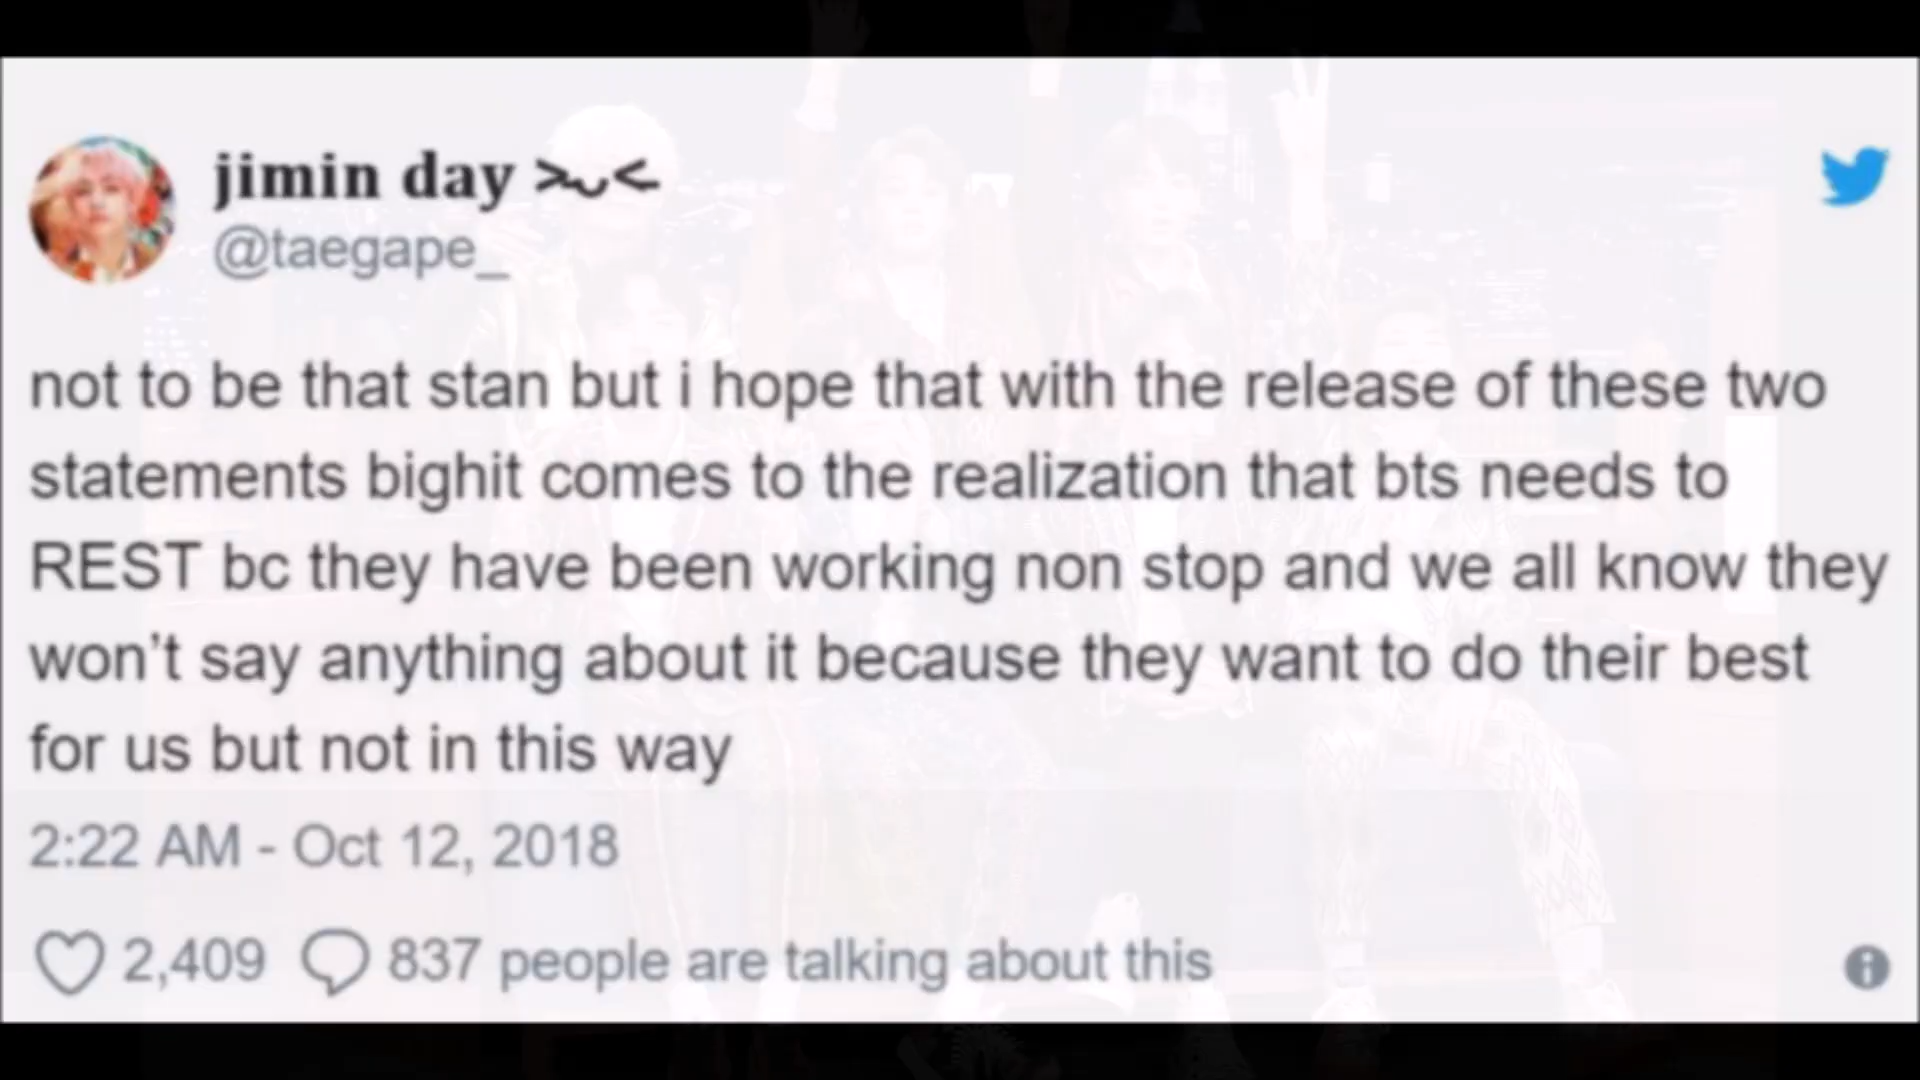 jimin day >ᴗ<
@taegape_
not to be that stan but i hope that with the release of these two
statements bighit comes to the realization that bts needs to
REST bc they have been working non stop and we all know they
won’t say anything about it because they want to do their best
for us but not in this way
2:22 AM - Oct 12, 2018
2,409 837 people are talking about this